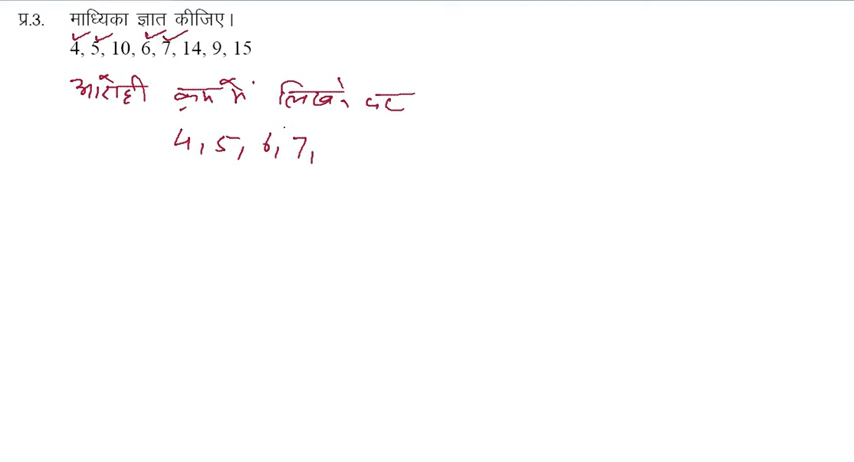 प्र.3. माध्यिका ज्ञात कीजिए।
4, 5, 10, 6, 7, 14, 9, 15
आरोही क्रम में लिखने पर
4, 5, 6, 7,